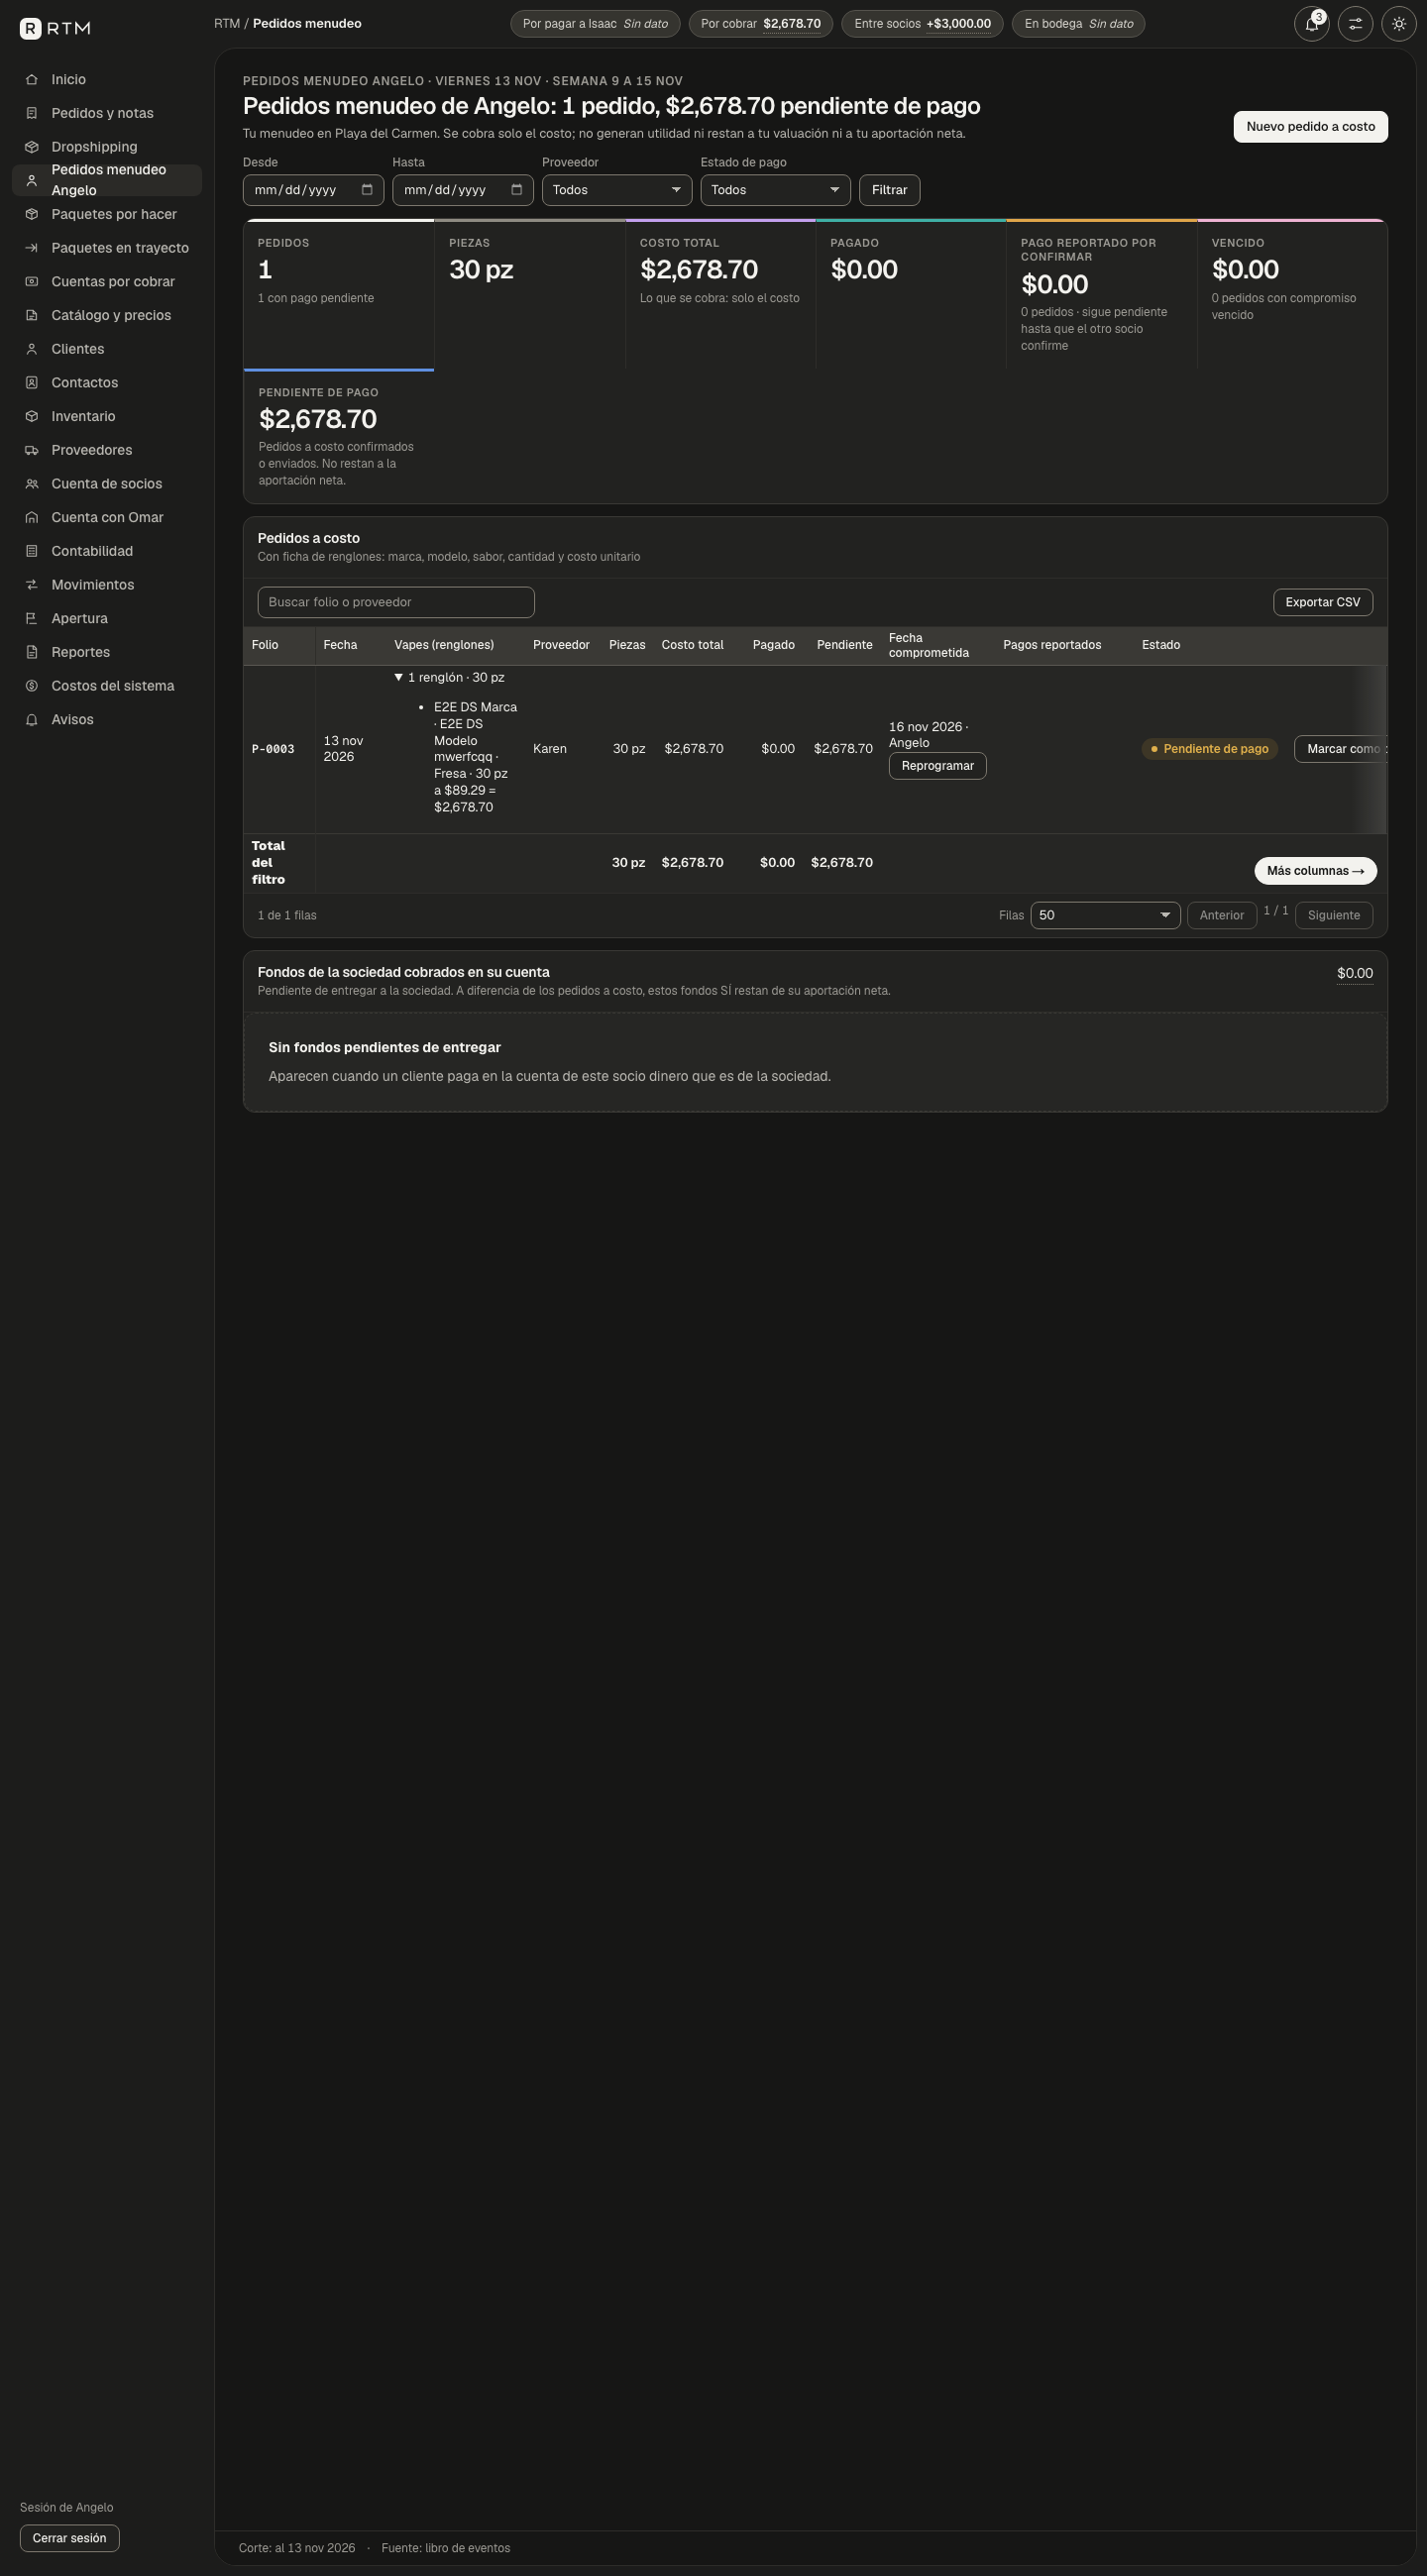 R RTM
RTM / Pedidos menudeo
Por pagar a Isaac Sin dato
Por cobrar $2,678.70
Entre socios +$3,000.00
En bodega Sin dato
3
Inicio
Pedidos y notas
Dropshipping
Pedidos menudeo
Angelo
Paquetes por hacer
Paquetes en trayecto
Cuentas por cobrar
Catálogo y precios
Clientes
Contactos
Inventario
Proveedores
Cuenta de socios
Cuenta con Omar
Contabilidad
Movimientos
Apertura
Reportes
Costos del sistema
Avisos
Sesión de Angelo
Cerrar sesión
PEDIDOS MENUDEO ANGELO · VIERNES 13 NOV · SEMANA 9 A 15 NOV
Pedidos menudeo de Angelo: 1 pedido, $2,678.70 pendiente de pago
Tu menudeo en Playa del Carmen. Se cobra solo el costo; no generan utilidad ni restan a tu valuación ni a tu aportación neta.
Nuevo pedido a costo
Desde Hasta Proveedor Estado de pago
mm/dd/yyyy mm/dd/yyyy Todos Todos Filtrar
PEDIDOS
1
1 con pago pendiente
PIEZAS
30 pz
COSTO TOTAL
$2,678.70
Lo que se cobra: solo el costo
PAGADO
$0.00
PAGO REPORTADO POR
CONFIRMAR
$0.00
0 pedidos · sigue pendiente
hasta que el otro socio
confirme
VENCIDO
$0.00
0 pedidos con compromiso
vencido
PENDIENTE DE PAGO
$2,678.70
Pedidos a costo confirmados
o enviados. No restan a la
aportación neta.
Pedidos a costo
Con ficha de renglones: marca, modelo, sabor, cantidad y costo unitario
Buscar folio o proveedor
Exportar CSV
Folio Fecha Vapes (renglones) Proveedor Piezas Costo total Pagado Pendiente Fecha
comprometida Pagos reportados Estado
P-0003
13 nov
2026
▼ 1 renglón · 30 pz
• E2E DS Marca
· E2E DS
Modelo
mwerfcqq ·
Fresa · 30 pz
a $89.29 =
$2,678.70
Karen 30 pz $2,678.70 $0.00 $2,678.70
16 nov 2026 ·
Angelo
Reprogramar
Pendiente de pago
Marcar como
Total
del
filtro
30 pz $2,678.70 $0.00 $2,678.70
Más columnas →
1 de 1 filas
Filas 50 Anterior 1 / 1 Siguiente
Fondos de la sociedad cobrados en su cuenta
$0.00
Pendiente de entregar a la sociedad. A diferencia de los pedidos a costo, estos fondos SÍ restan de su aportación neta.
Sin fondos pendientes de entregar
Aparecen cuando un cliente paga en la cuenta de este socio dinero que es de la sociedad.
Corte: al 13 nov 2026 · Fuente: libro de eventos